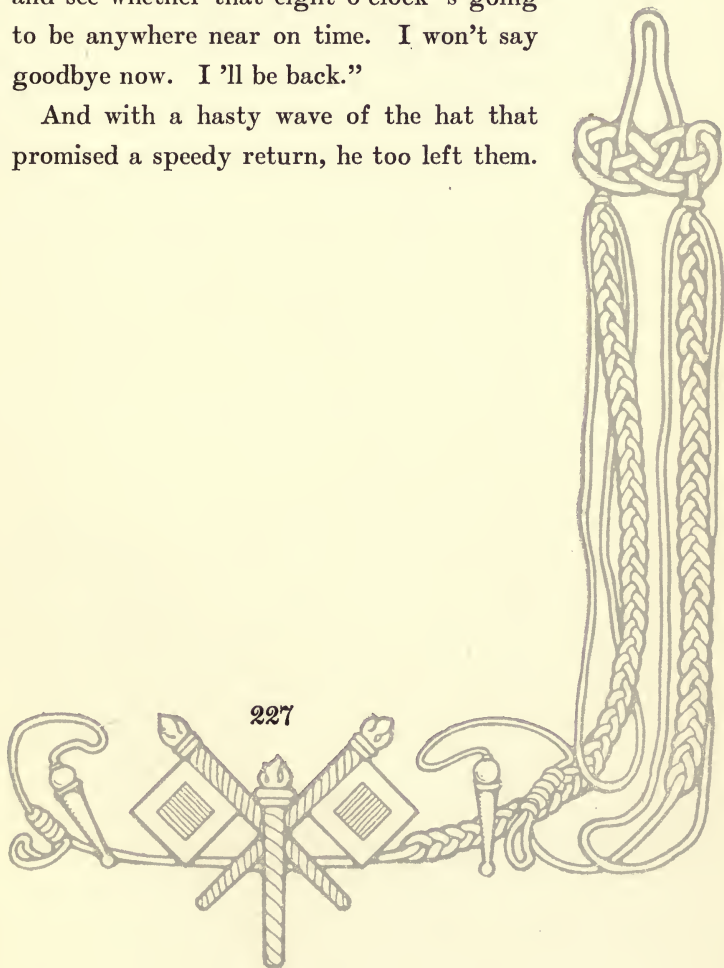 and see whether that eight o'clock 's going
to be anywhere near on time. I won't say
goodbye now. I 'll be back.”
And with a hasty wave of the hat that
promised a speedy return, he too left them.
227